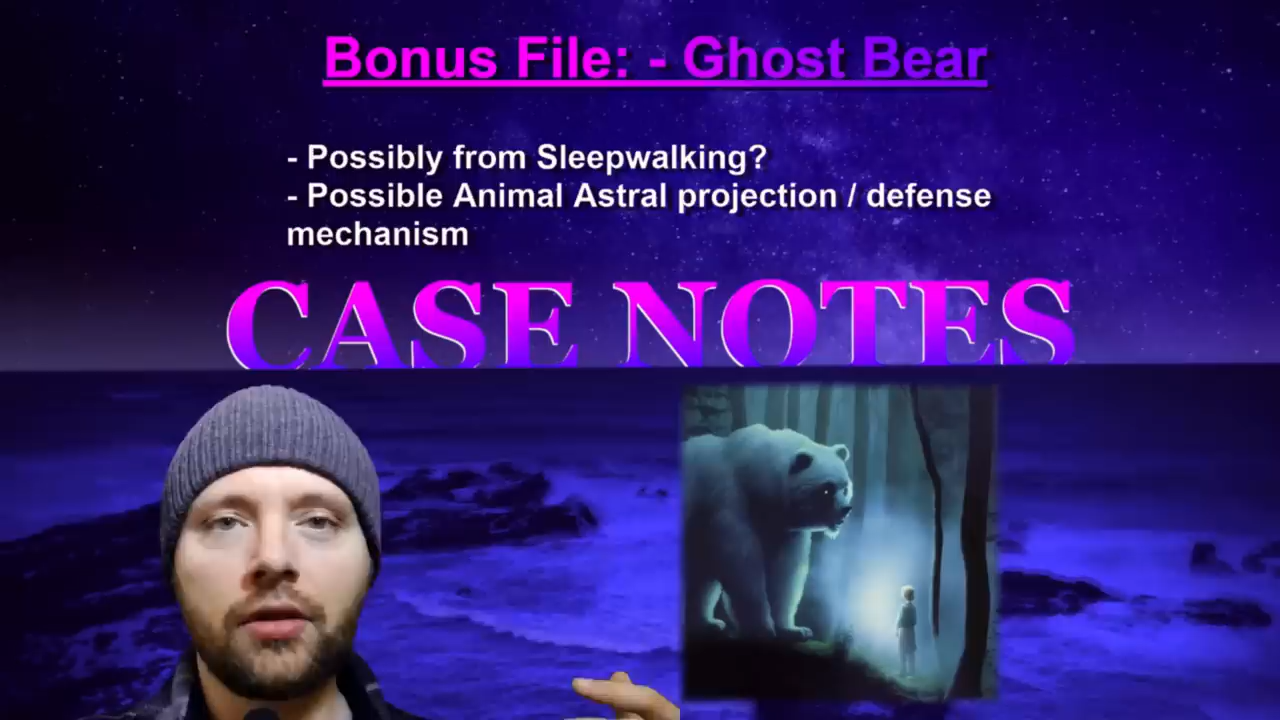 Bonus File: - Ghost Bear
- Possibly from Sleepwalking?
- Possible Animal Astral projection / defense
mechanism
CASE NOTES